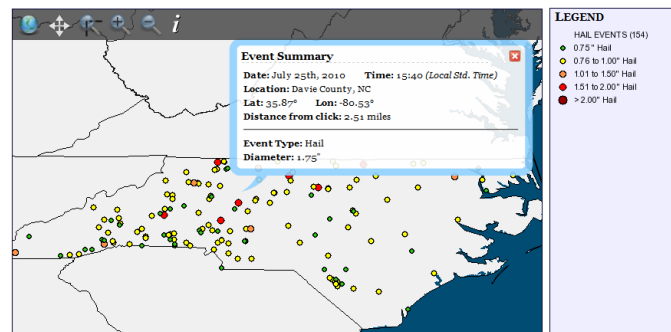 i
LEGEND
HAIL EVENTS (154)
0.75" Hail
0.76 to 1.00" Hail
1.01 to 1.50" Hail
1.51 to 2.00" Hail
> 2.00" Hail
Event Summary
Date: July 25th, 2010 Time: 15:40 (Local Std. Time)
Location: Davie County, NC
Lat: 35.87° Lon: -80.53°
Distance from click: 2.51 miles
Event Type: Hail
Diameter: 1.75"